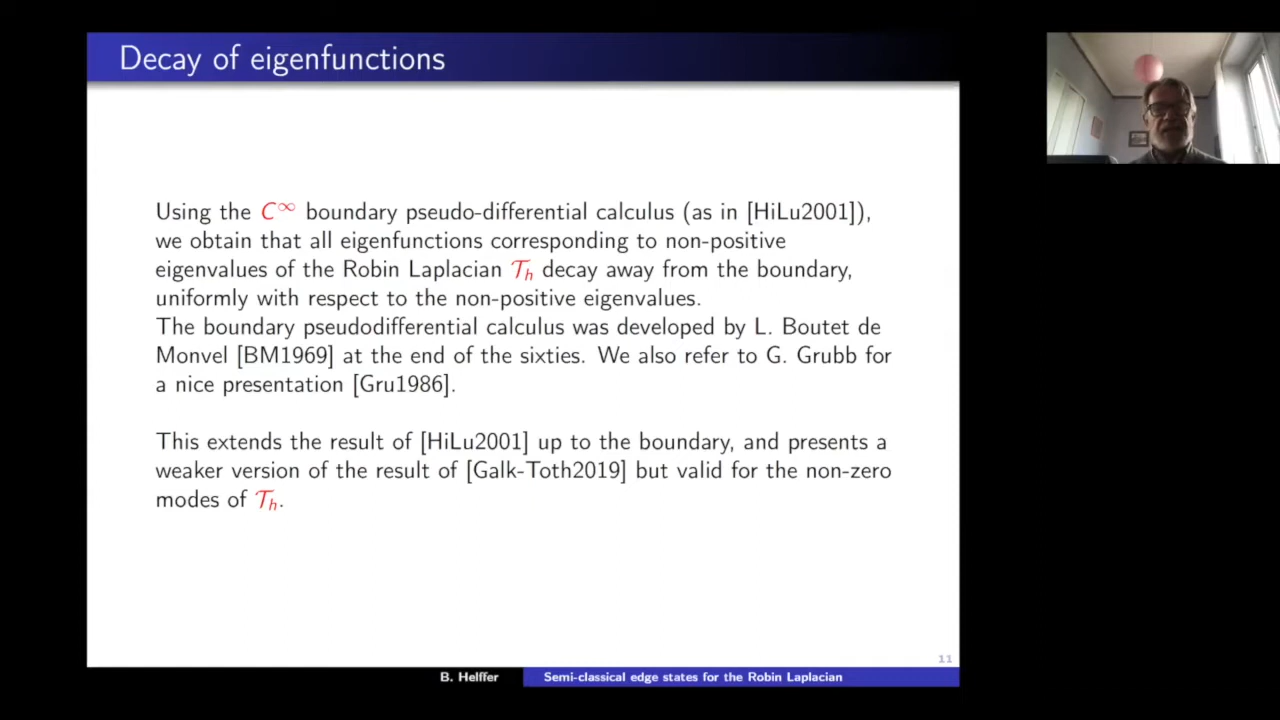 Decay of eigenfunctions
Using the C∞ boundary pseudo-differential calculus (as in [HiLu2001]),
we obtain that all eigenfunctions corresponding to non-positive
eigenvalues of the Robin Laplacian 𝒯h decay away from the boundary,
uniformly with respect to the non-positive eigenvalues.
The boundary pseudodifferential calculus was developed by L. Boutet de
Monvel [BM1969] at the end of the sixties. We also refer to G. Grubb for
a nice presentation [Gru1986].
This extends the result of [HiLu2001] up to the boundary, and presents a
weaker version of the result of [Galk-Toth2019] but valid for the non-zero
modes of 𝒯h.
11
B. Helffer Semi-classical edge states for the Robin Laplacian